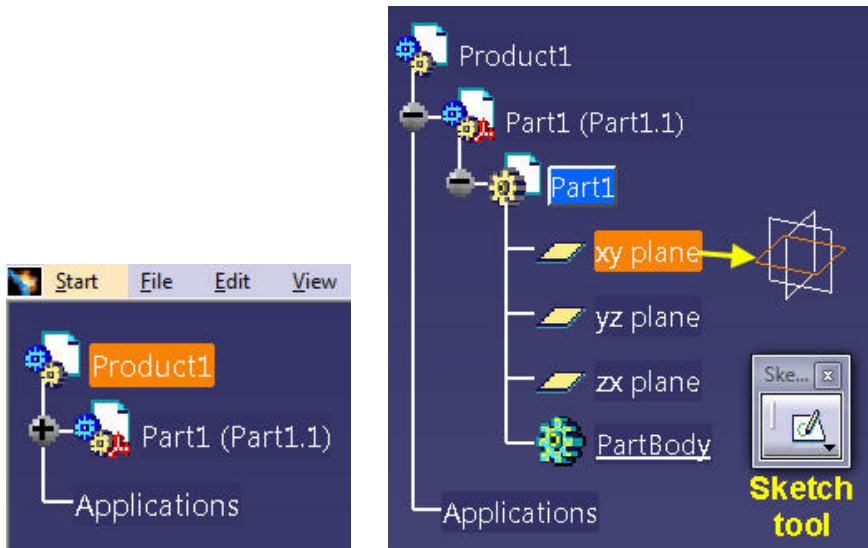 Start File Edit View
Product1
Part1 (Part1.1)
Applications
Product1
Part1 (Part1.1)
Part1
xy plane
yz plane
zx plane
PartBody
Applications
Ske...
Sketch
tool